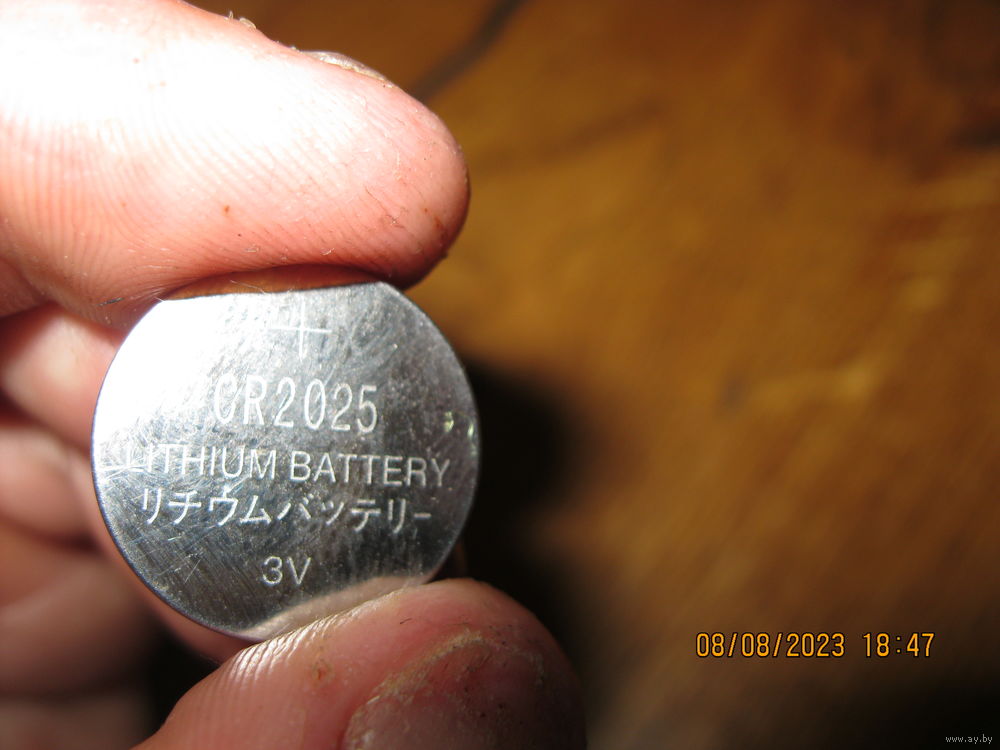 +
CR2025
LITHIUM BATTERY
リチウムバッテリー
3V
08/08/2023 18:47
www.ay.by